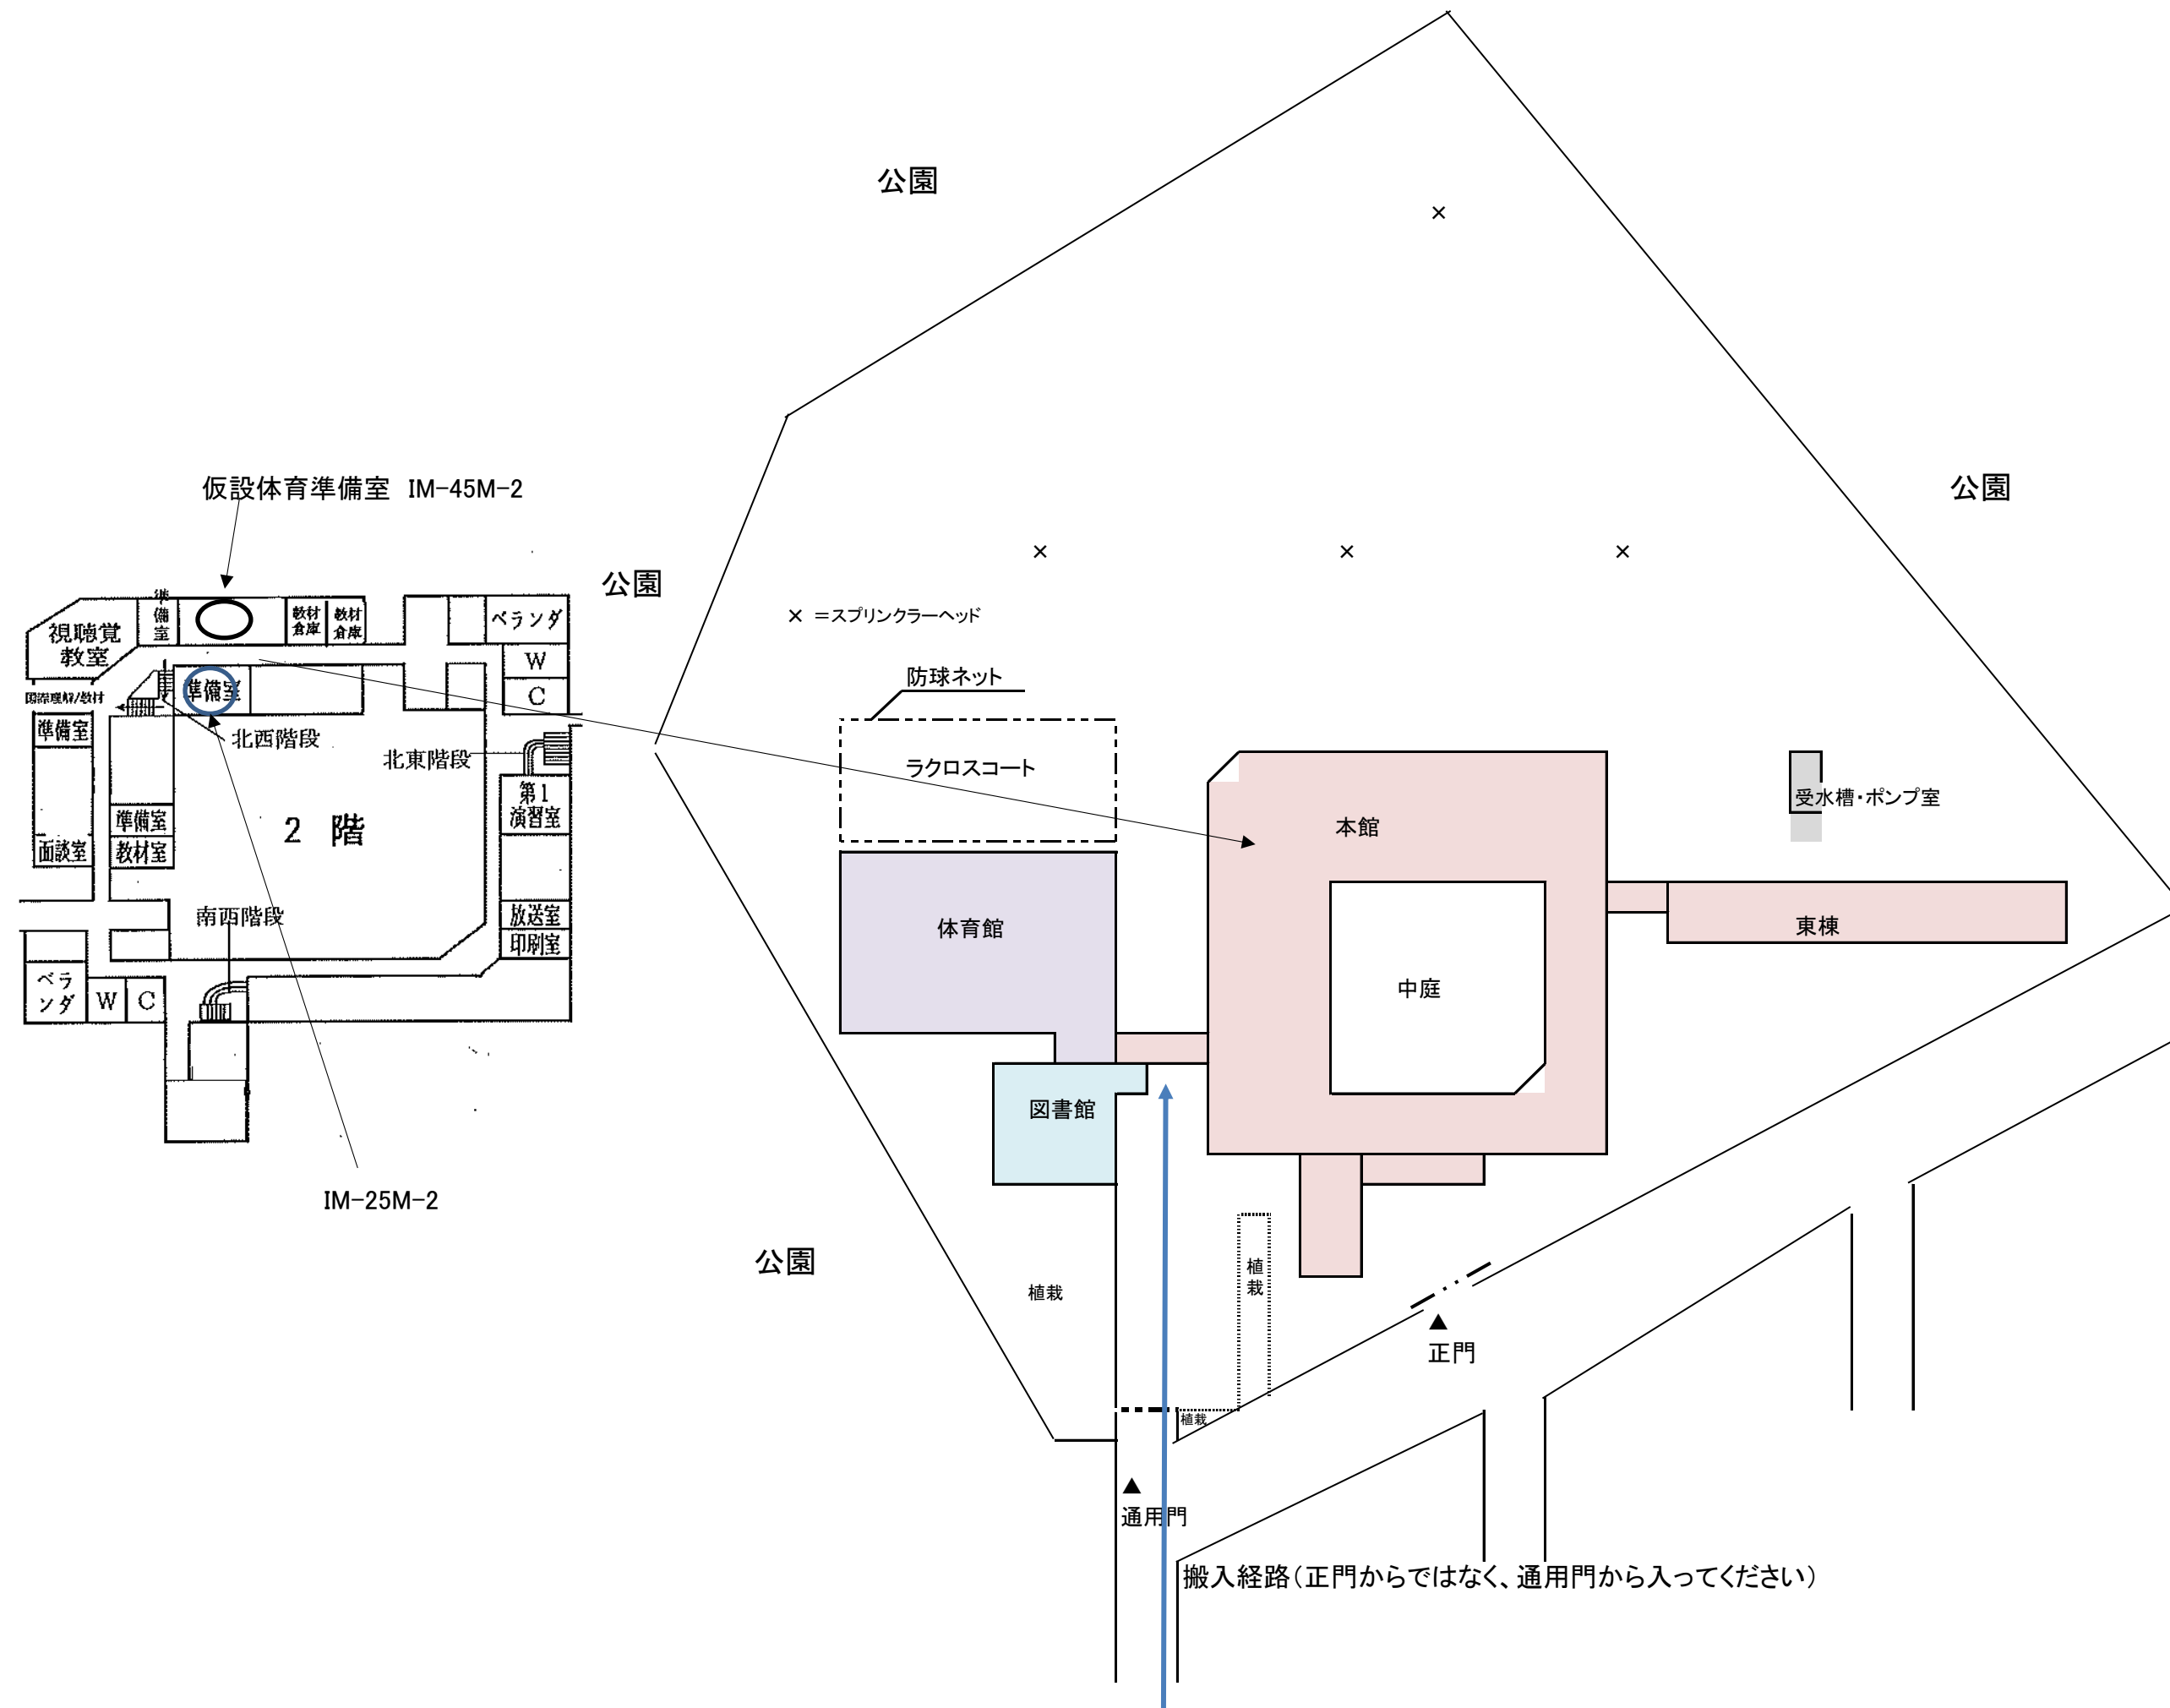 公園
×
公園
仮設体育準備室 IM-45M-2
×
×
×
公園
×=スプリンクラーヘッド
防球ネット
ラクロスコート
本館
受水槽・ポンプ室
体育館
東棟
中庭
図書館
公園
植栽
植栽
正門
植栽
通用門
搬入経路（正門からではなく、通用門から入ってください）
視聴覚
教室
準備室
教材
倉庫
教材
倉庫
ベランダ
W
C
準備室
国際理解/教材
準備室
北西階段
北東階段
第1
演習室
2 階
準備室
面談室
教材室
南西階段
放送室
印刷室
ベラ
ンダ
W
C
IM-25M-2